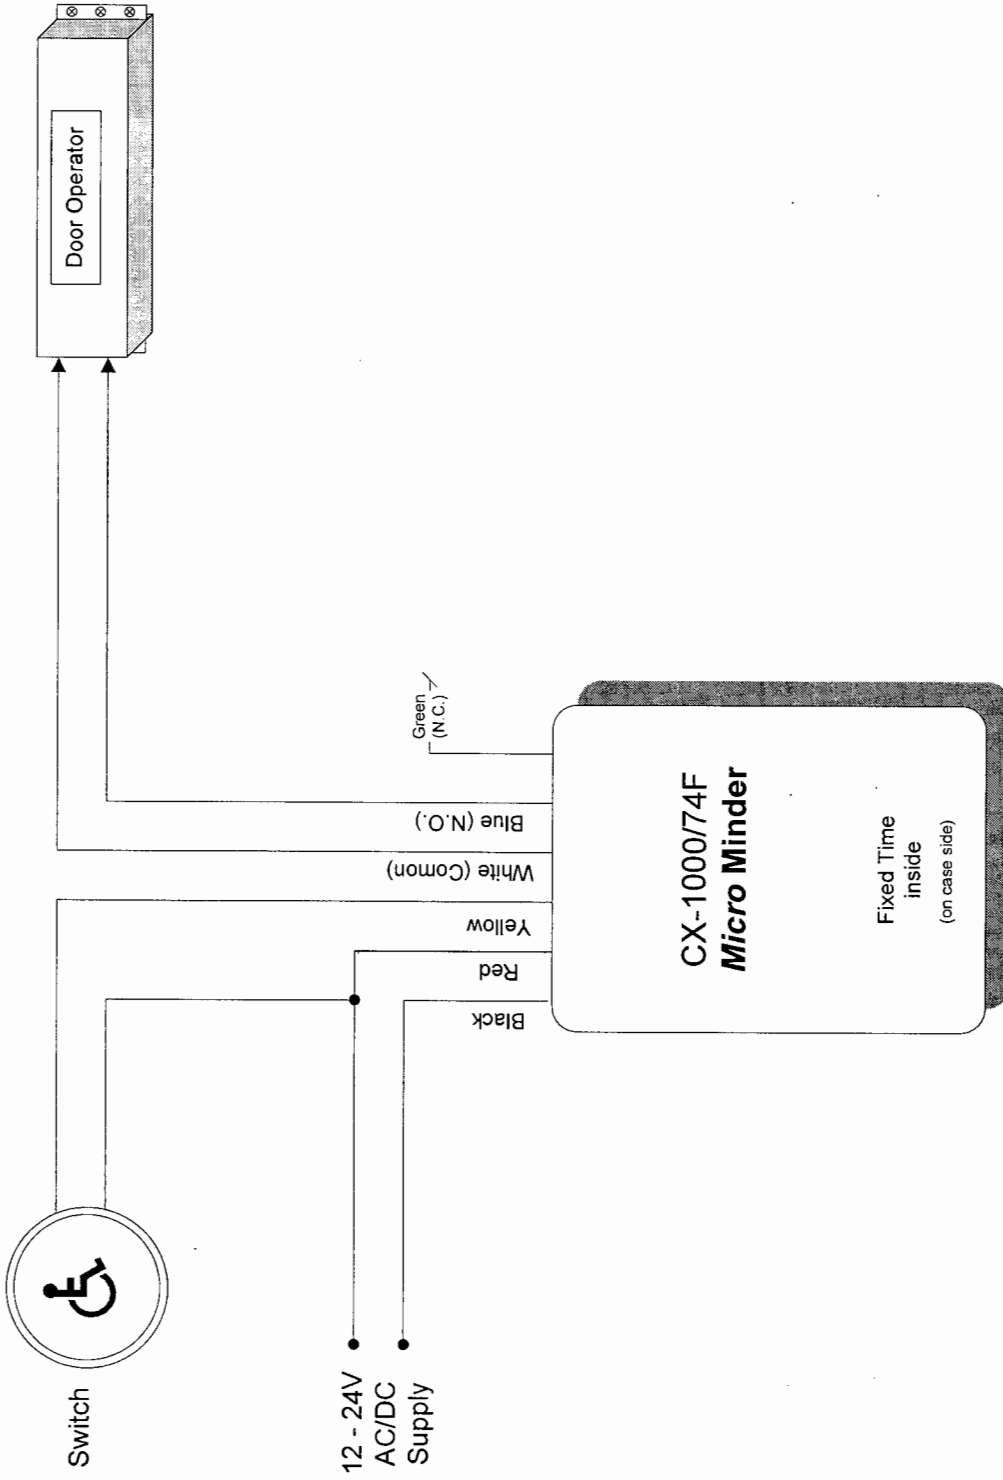 Switch
Door Operator
12 - 24V
AC/DC
Supply
Black
Red
Yellow
White (Comon)
Blue (N.O.)
Green
(N.C.)
CX-1000/74F
Micro Minder
Fixed Time
inside
(on case side)